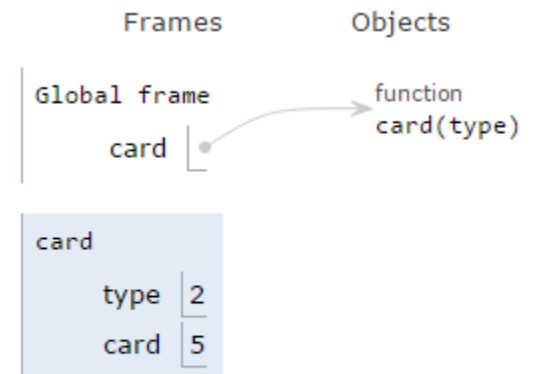 Frames Objects
Global frame
function
card(type)
card
card
type 2
card 5